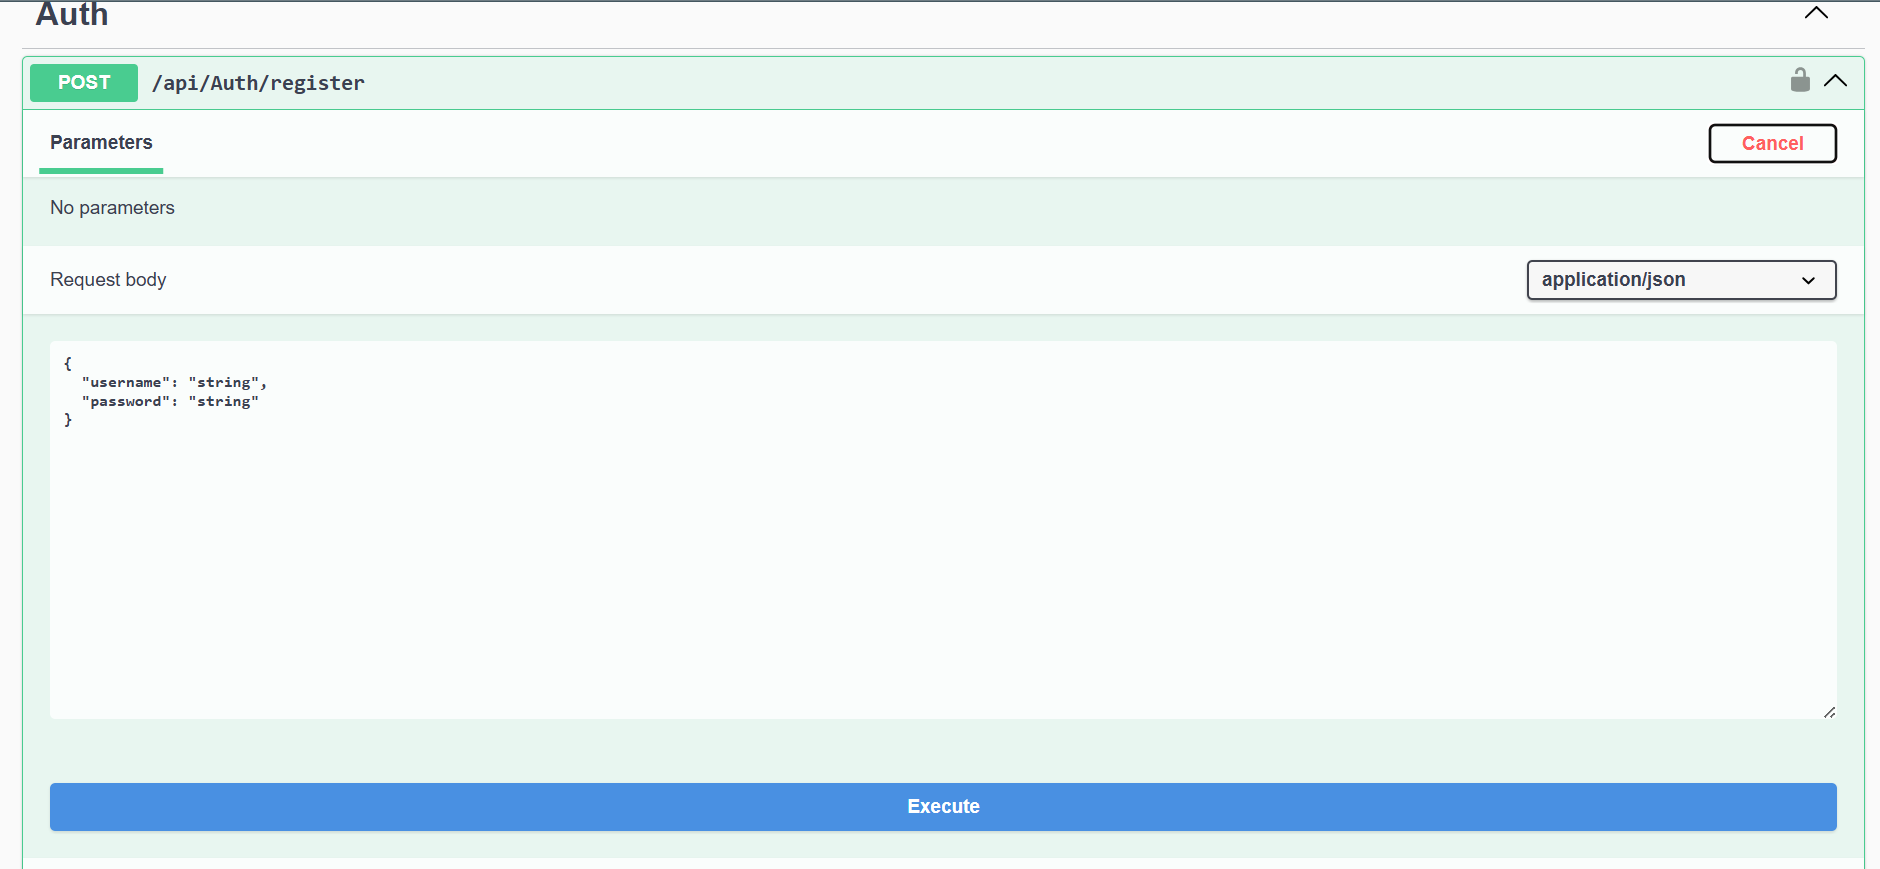 Auth
POST /api/Auth/register
Parameters
Cancel
No parameters
Request body
application/json
{
  "username": "string",
  "password": "string"
}
Execute